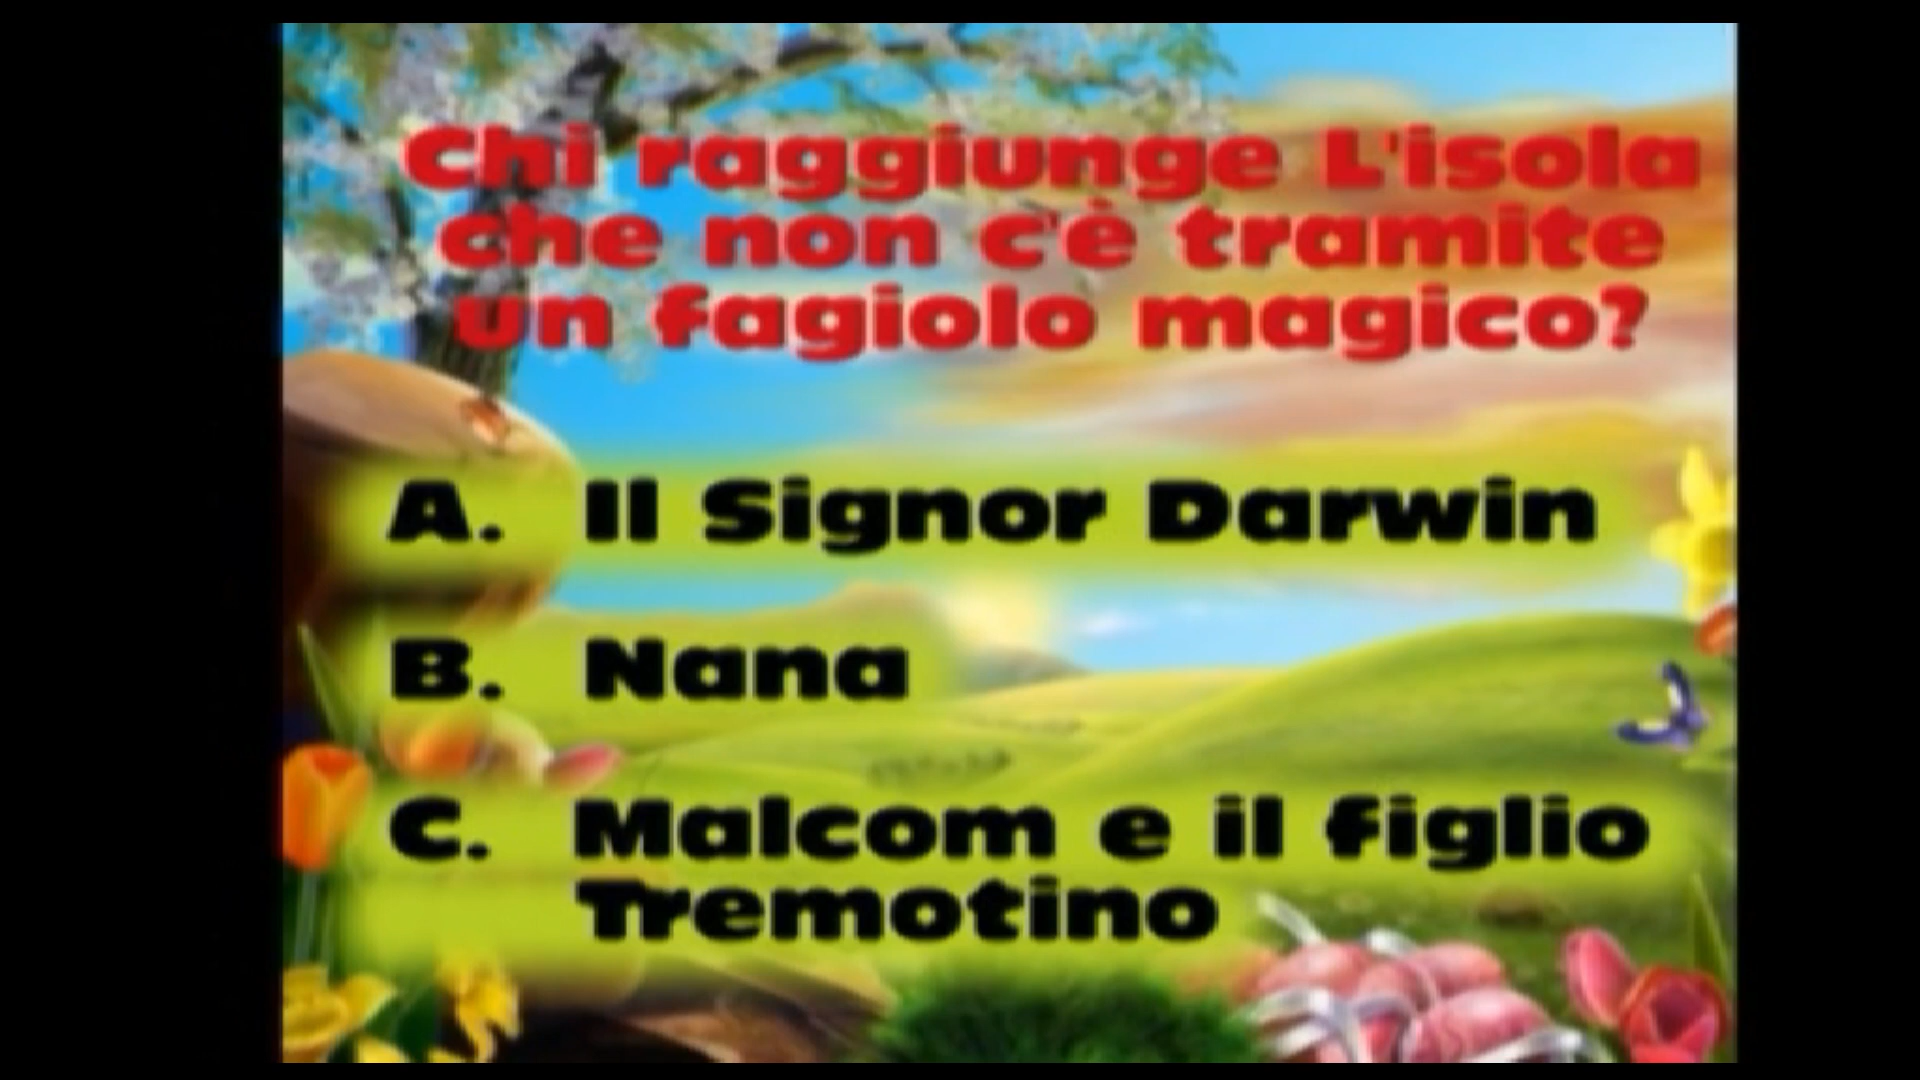 Chi raggiunge L'isola
che non c'è tramite
un fagiolo magico?
A. Il Signor Darwin
B. Nana
C. Malcom e il figlio
Tremotino